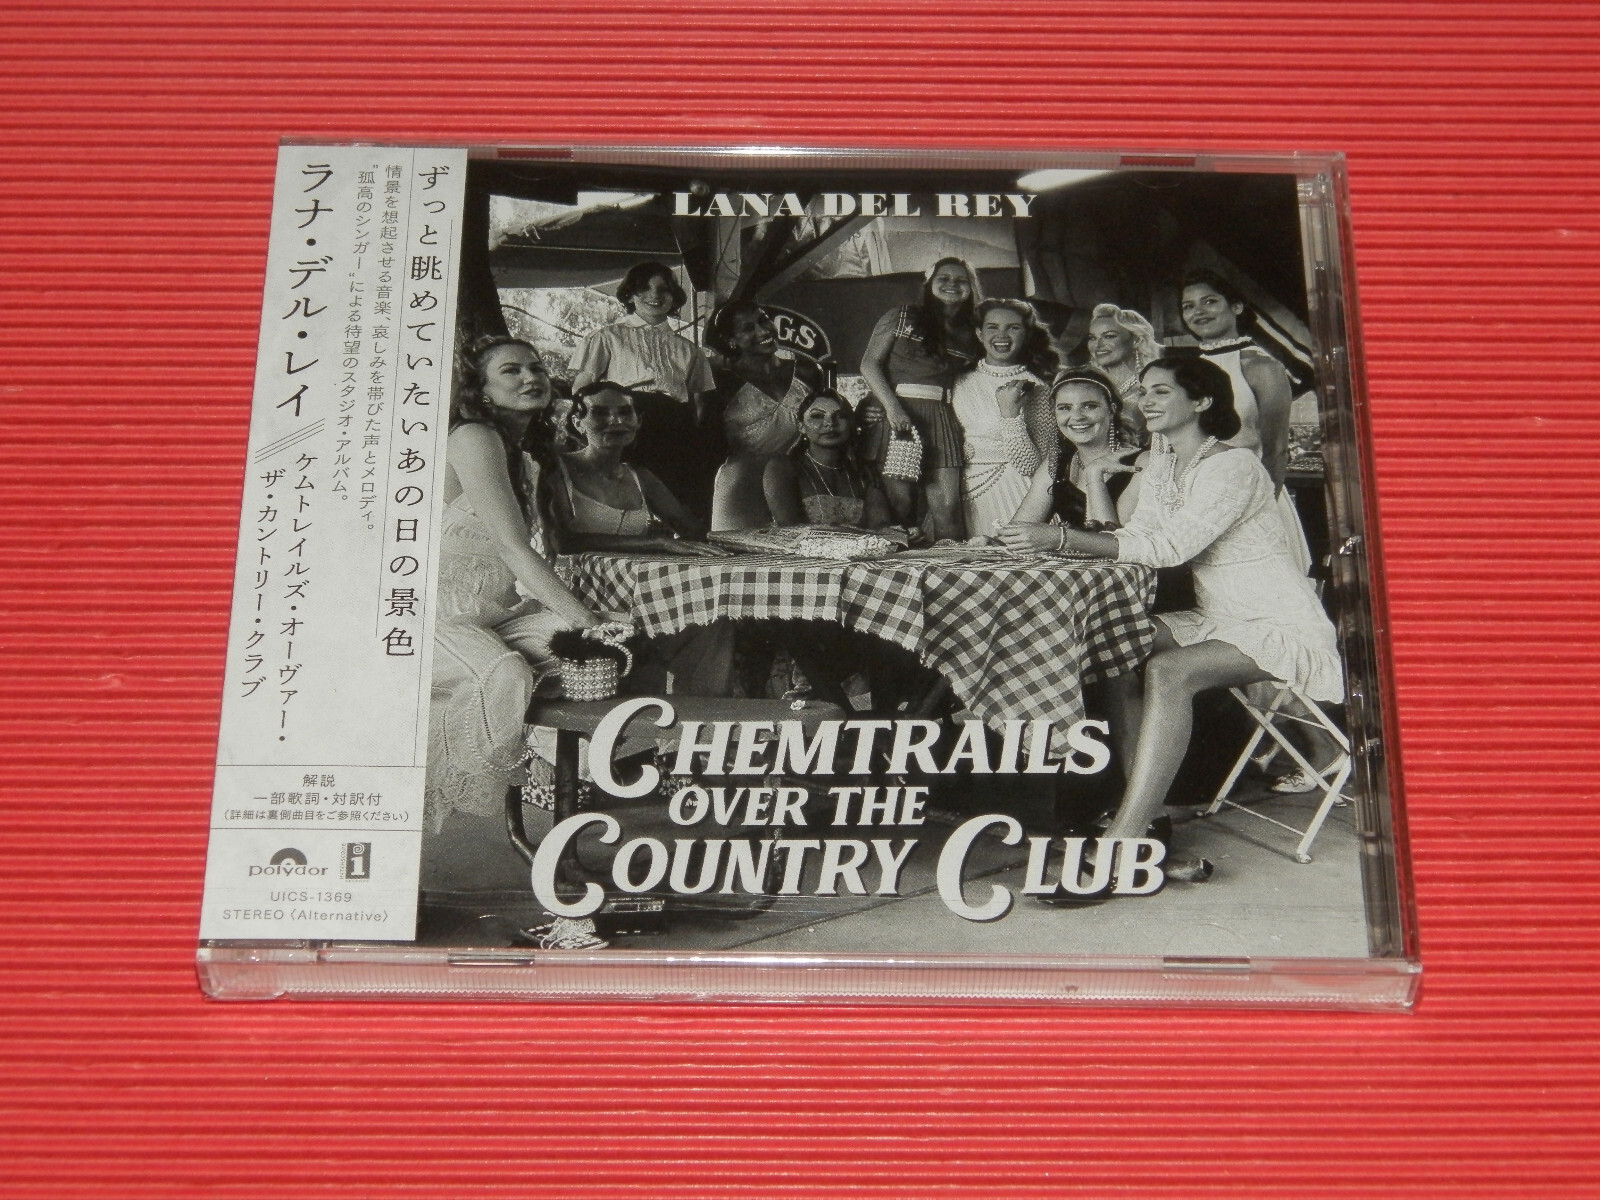 ずっと眺めていたいあの日の景色
情景を想起させる音楽、哀しみを帯びた声とメロディ。
"孤高のシンガー"による待望のスタジオ・アルバム。
ラナ・デル・レイ
ケムトレイルズ・オーヴァー・
ザ・カントリー・クラブ
解説
一部歌詞・対訳付
(詳細は裏側曲目をご参照ください)
polydor
i
UICS-1369
STEREO〈Alternative〉
LANA DEL REY
GS
CHEMTRAILS
OVER THE
COUNTRY CLUB